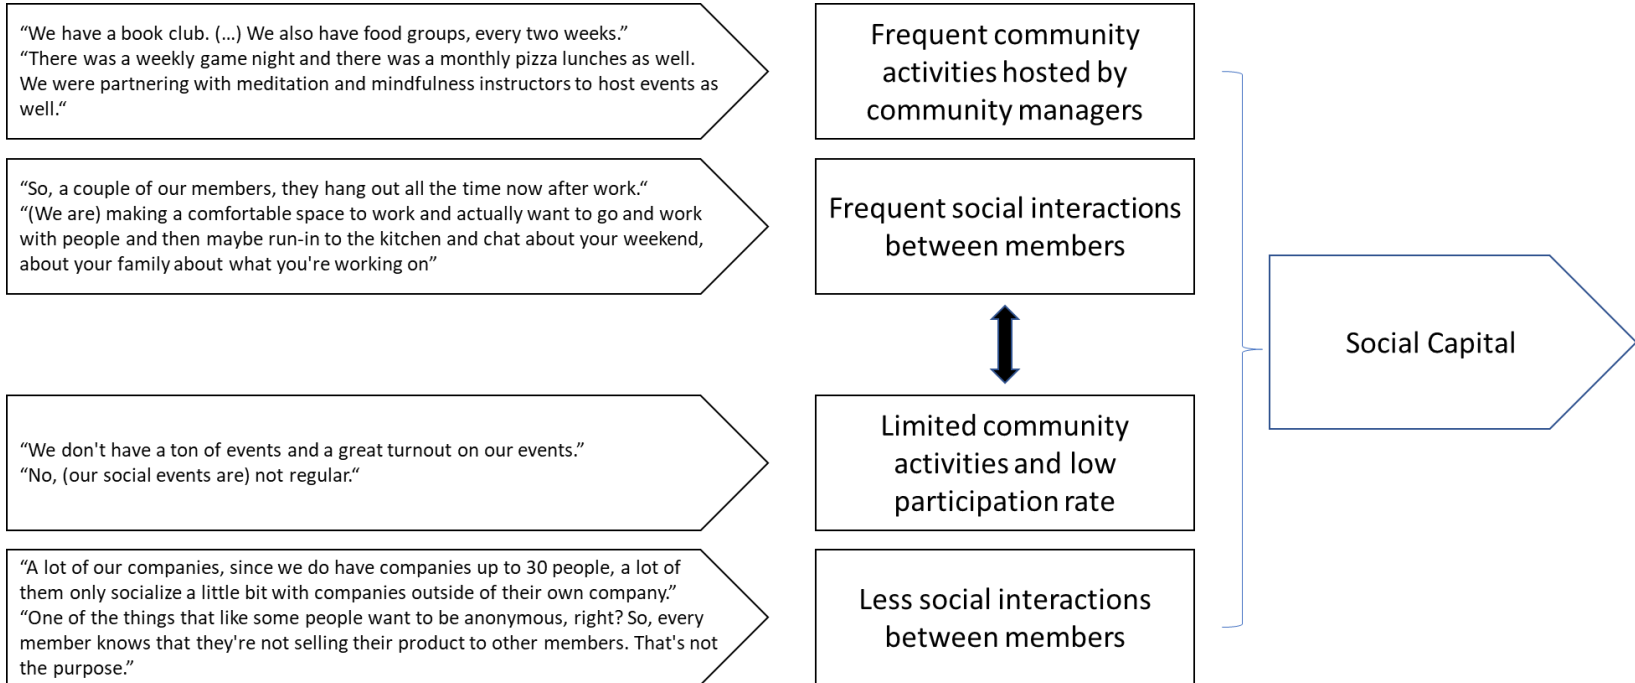 “We have a book club. (…) We also have food groups, every two weeks.”
“There was a weekly game night and there was a monthly pizza lunches as well.
We were partnering with meditation and mindfulness instructors to host events as
well.“
Frequent community
activities hosted by
community managers
“So, a couple of our members, they hang out all the time now after work.“
“(We are) making a comfortable space to work and actually want to go and work
with people and then maybe run-in to the kitchen and chat about your weekend,
about your family about what you're working on”
Frequent social interactions
between members
Social Capital
“We don't have a ton of events and a great turnout on our events.”
“No, (our social events are) not regular.“
Limited community
activities and low
participation rate
“A lot of our companies, since we do have companies up to 30 people, a lot of
them only socialize a little bit with companies outside of their own company.”
“One of the things that like some people want to be anonymous, right? So, every
member knows that they're not selling their product to other members. That's not
the purpose.”
Less social interactions
between members